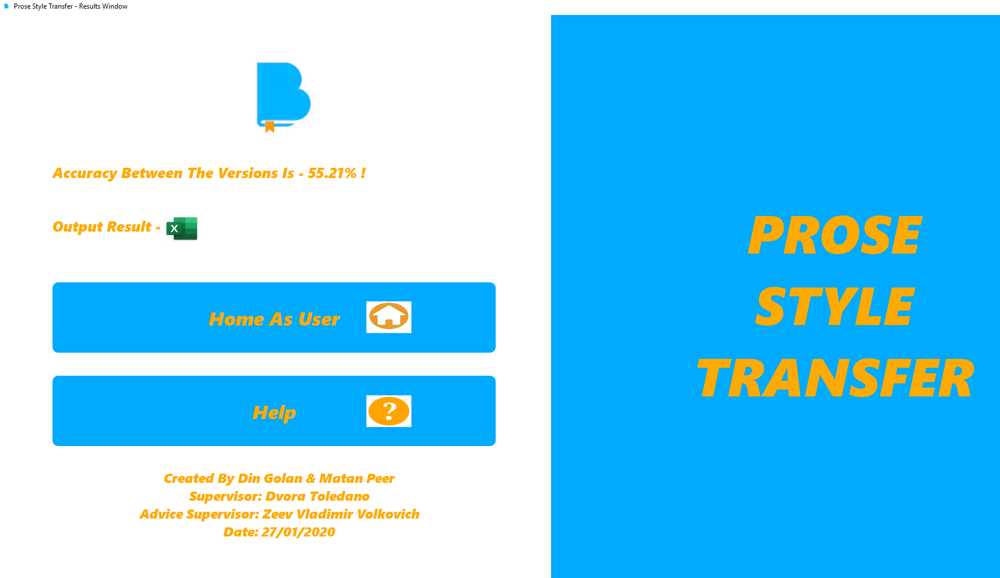 Prose Style Transfer - Results Window
Accuracy Between The Versions Is - 55.21% !
Output Result -
X
Home As User
?
Help
Created By Din Golan & Matan Peer
Supervisor: Dvora Toledano
Advice Supervisor: Zeev Vladimir Volkovich
Date: 27/01/2020
PROSE
STYLE
TRANSFER